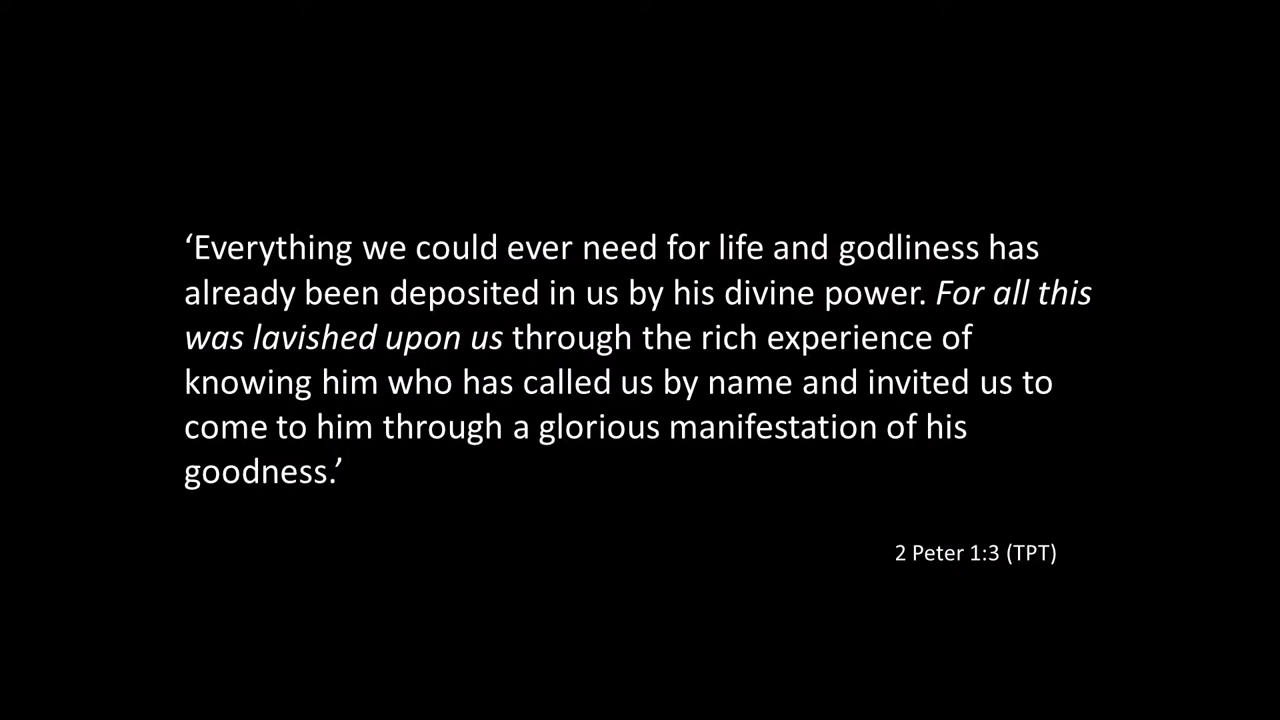 ‘Everything we could ever need for life and godliness has
already been deposited in us by his divine power. For all this
was lavished upon us through the rich experience of
knowing him who has called us by name and invited us to
come to him through a glorious manifestation of his
goodness.’
2 Peter 1:3 (TPT)